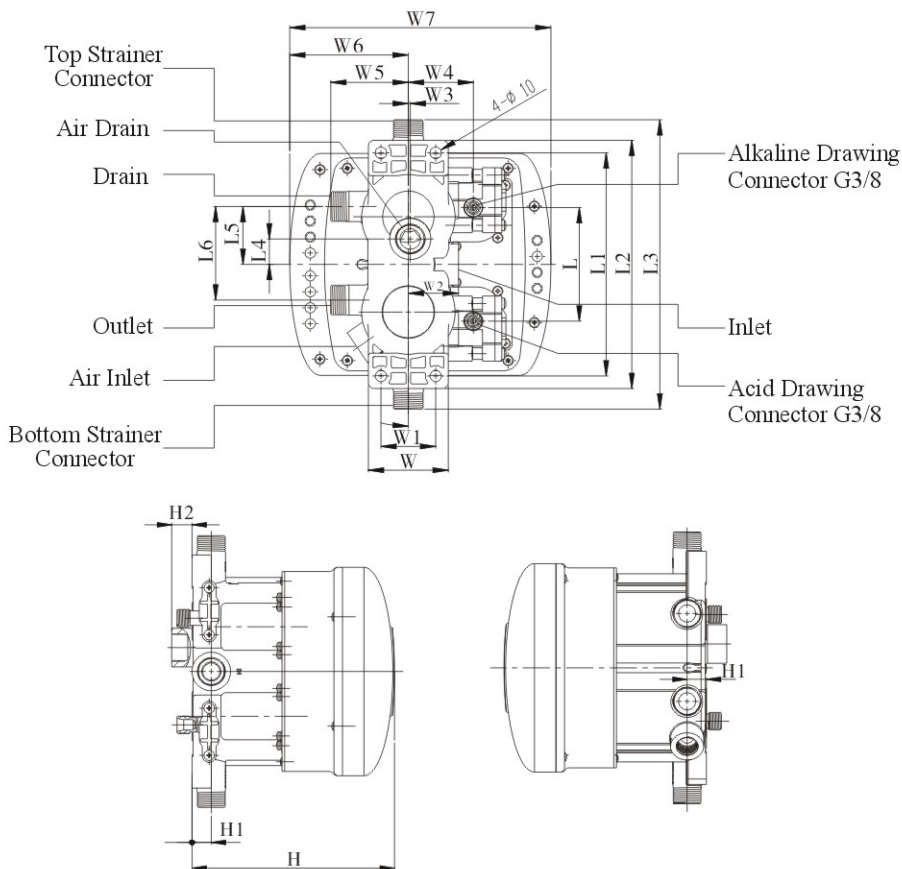 W7
W6
W5
W4
W3
4-ø 10
Top Strainer
Connector
Air Drain
Drain
L6
L5
L4
Outlet
Air Inlet
Bottom Strainer
Connector
Alkaline Drawing
Connector G3/8
L
L1
L2
L3
W2
Inlet
Acid Drawing
Connector G3/8
W1
W
H2
H1
H
H1